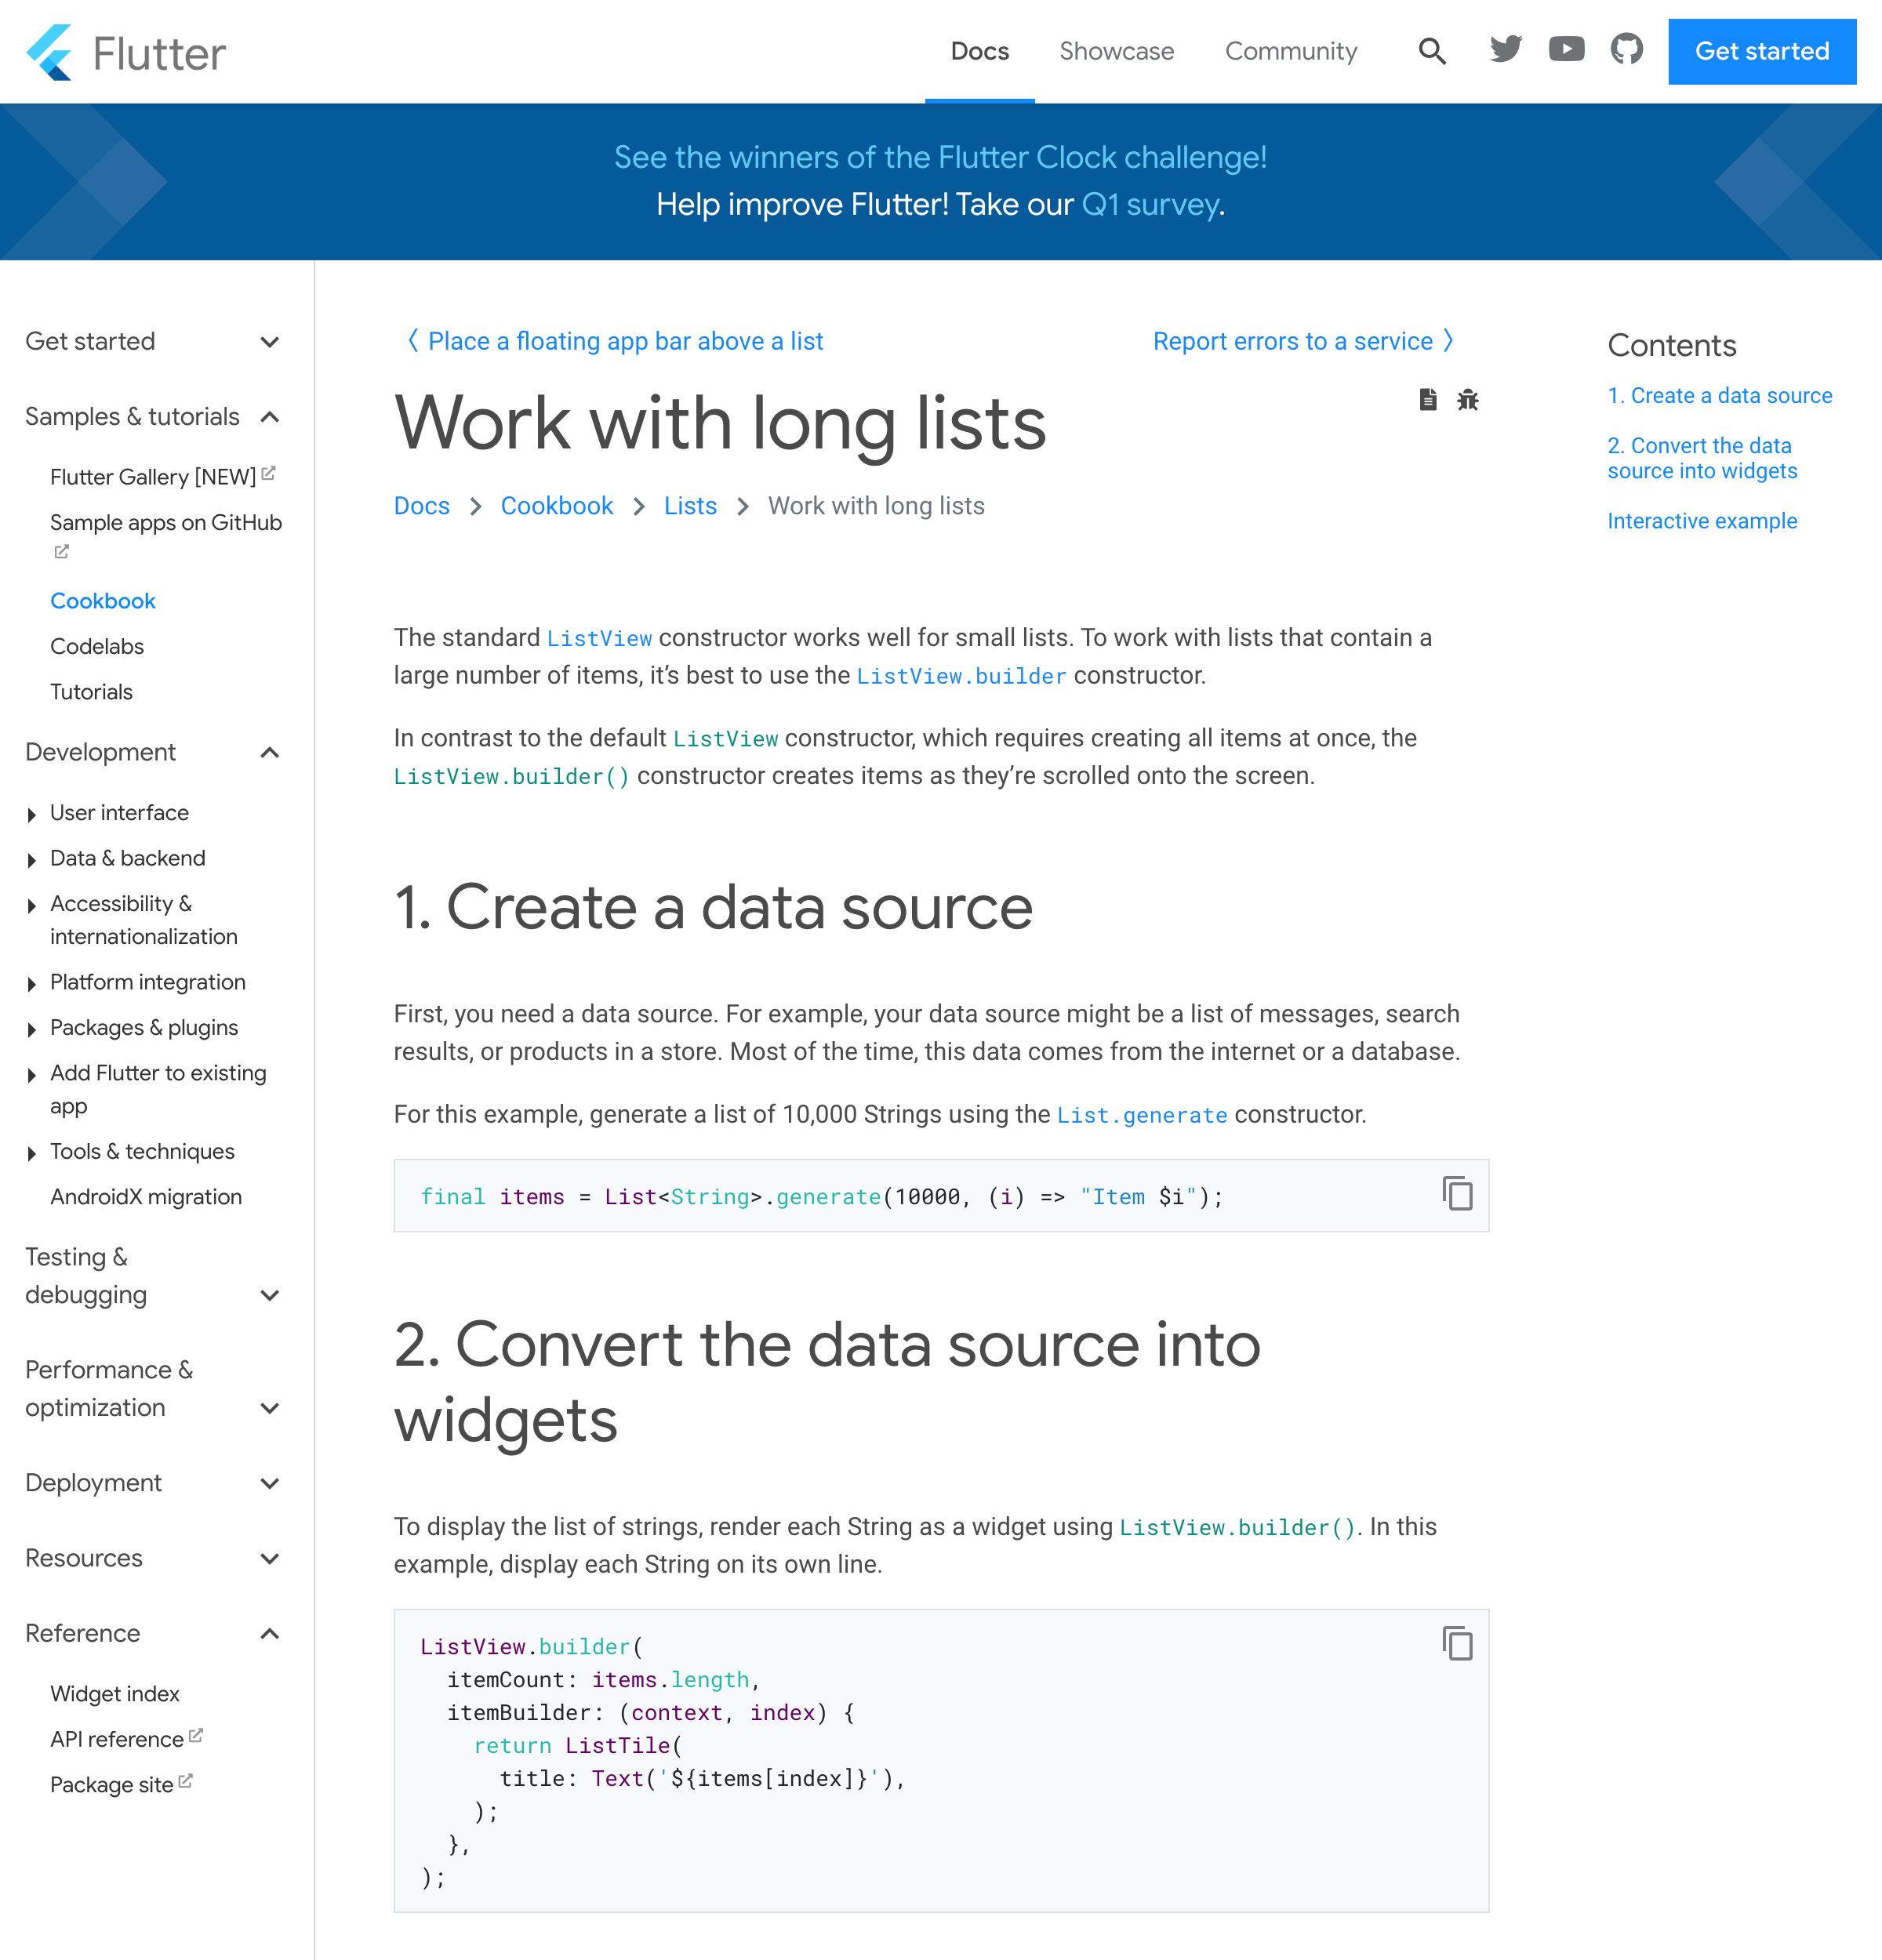 Flutter
Docs
Showcase
Community
Get started
See the winners of the Flutter Clock challenge!
Help improve Flutter! Take our Q1 survey.
Get started
Samples & tutorials
Flutter Gallery [NEW]
Sample apps on GitHub
Cookbook
Codelabs
Tutorials
Development
User interface
Data & backend
Accessibility &
internationalization
Platform integration
Packages & plugins
Add Flutter to existing
app
Tools & techniques
AndroidX migration
Testing &
debugging
Performance &
optimization
Deployment
Resources
Reference
Widget index
API reference
Package site
Place a floating app bar above a list
Report errors to a service
Work with long lists
Docs > Cookbook > Lists > Work with long lists
The standard ListView constructor works well for small lists. To work with lists that contain a
large number of items, it’s best to use the ListView.builder constructor.
In contrast to the default ListView constructor, which requires creating all items at once, the
ListView.builder() constructor creates items as they’re scrolled onto the screen.
1. Create a data source
First, you need a data source. For example, your data source might be a list of messages, search
results, or products in a store. Most of the time, this data comes from the internet or a database.
For this example, generate a list of 10,000 Strings using the List.generate constructor.
final items = List<String>.generate(10000, (i) => "Item $i");
2. Convert the data source into
widgets
To display the list of strings, render each String as a widget using ListView.builder(). In this
example, display each String on its own line.
ListView.builder(
  itemCount: items.length,
  itemBuilder: (context, index) {
    return ListTile(
      title: Text('${items[index]}'),
    );
  },
);
Contents
1. Create a data source
2. Convert the data
source into widgets
Interactive example